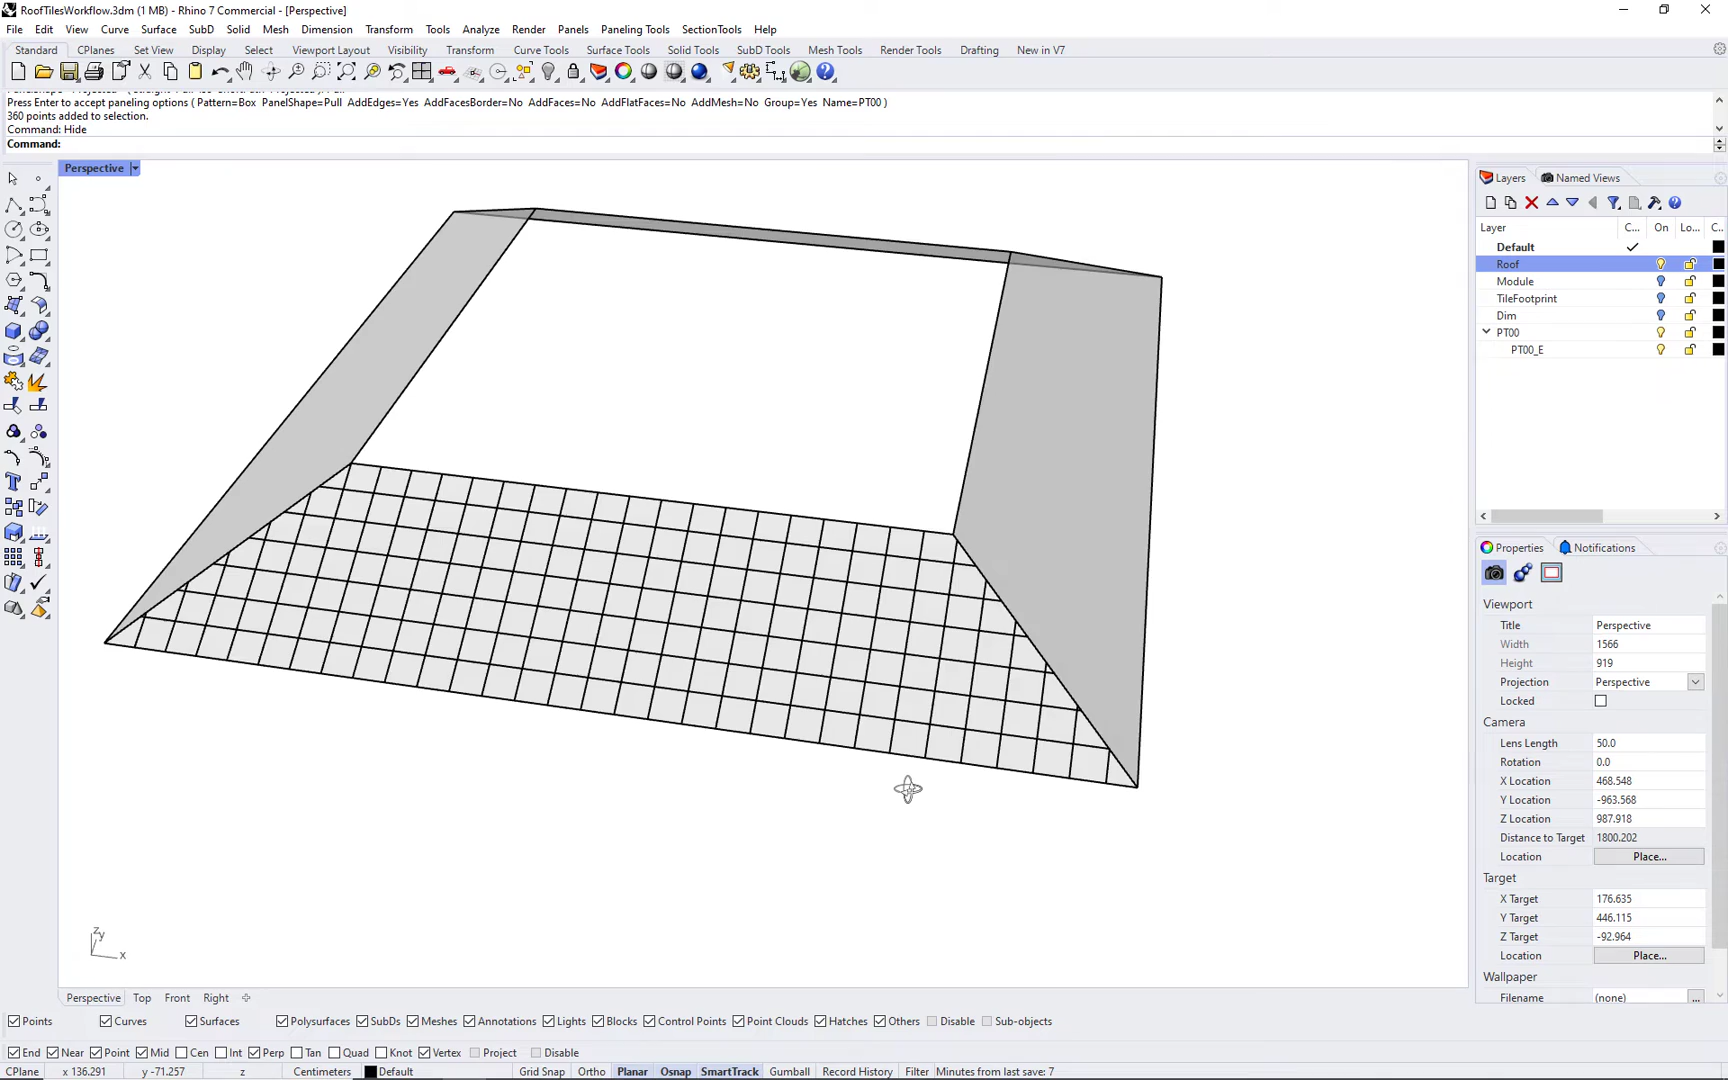 RoofTilesWorkflow.3dm (1 MB) - Rhino 7 Commercial - [Perspective]
File Edit View Curve Surface SubD Solid Mesh Dimension Transform Tools Analyze Render Panels Paneling Tools SectionTools Help
Standard CPlanes Set View Display Select Viewport Layout Visibility Transform Curve Tools Surface Tools Solid Tools SubD Tools Mesh Tools Render Tools Drafting New in V7
Press Enter to accept paneling options ( Pattern=Box PanelShape=Pull AddEdges=Yes AddFacesBorder=No AddFaces=No AddFlatFaces=No AddMesh=No Group=Yes Name=PT00 )
360 points added to selection.
Command: Hide
Command:
Perspective
Layers Named Views
Layer C... On Lo... C..
Default
Roof
Module
TileFootprint
Dim
PT00
PT00_E
Properties Notifications
Viewport
Title Perspective
Width 1566
Height 919
Projection Perspective
Locked
Camera
Lens Length 50.0
Rotation 0.0
X Location 468.548
Y Location -963.568
Z Location 987.918
Distance to Target 1800.202
Location Place...
Target
X Target 176.635
Y Target 446.115
Z Target -92.964
Location Place...
Wallpaper
Filename (none) ...
z y x
Perspective Top Front Right
Points Curves Surfaces Polysurfaces SubDs Meshes Annotations Lights Blocks Control Points Point Clouds Hatches Others Disable Sub-objects
End Near Point Mid Cen Int Perp Tan Quad Knot Vertex Project Disable
CPlane x 136.291 y -71.257 z Centimeters Default Grid Snap Ortho Planar Osnap SmartTrack Gumball Record History Filter Minutes from last save: 7